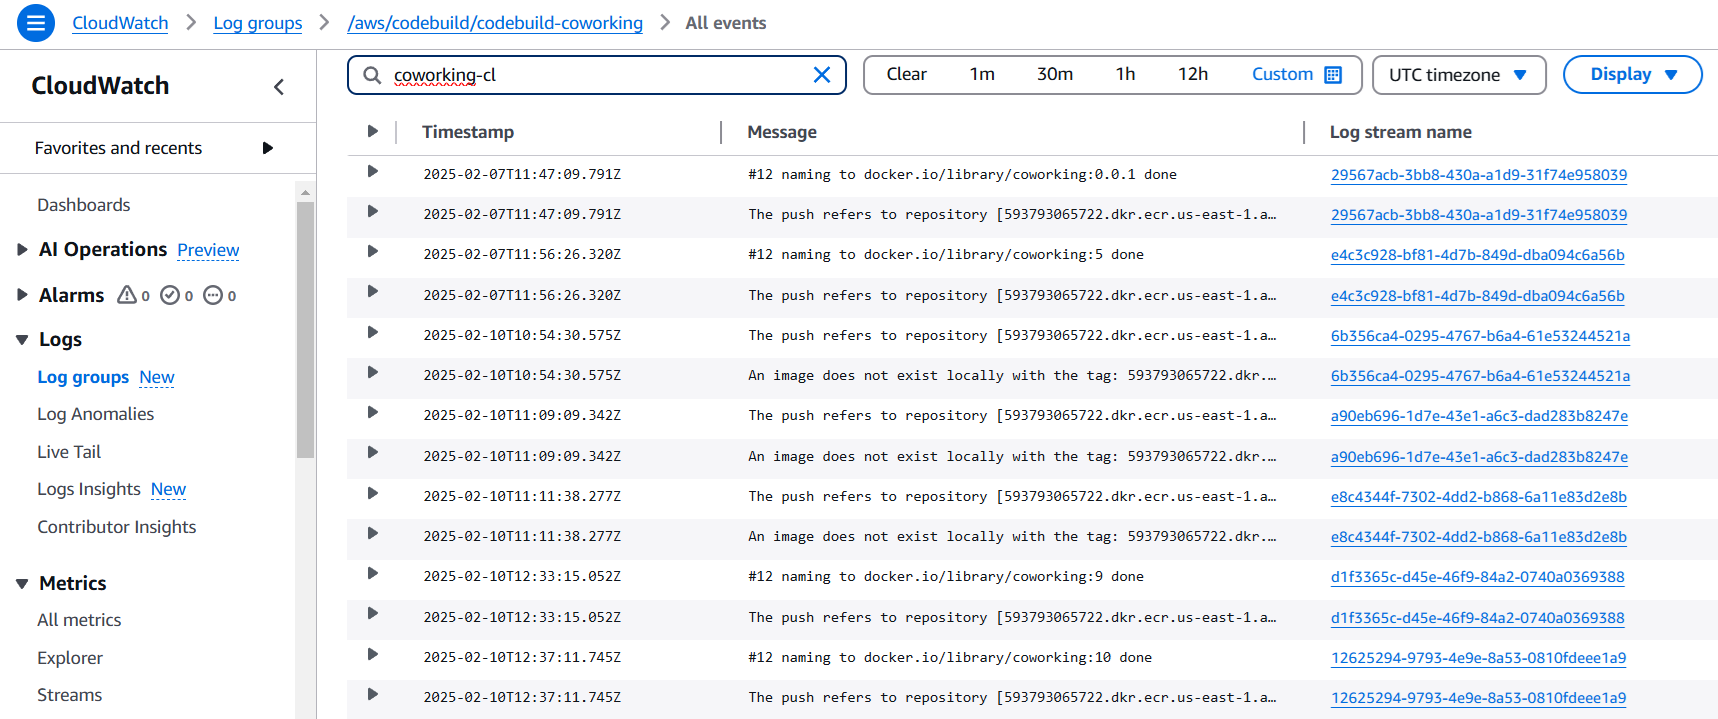 CloudWatch > Log groups > /aws/codebuild/codebuild-coworking > All events
CloudWatch
Favorites and recents
Dashboards
AI Operations Preview
Alarms 0 0 0
Logs
Log groups New
Log Anomalies
Live Tail
Logs Insights New
Contributor Insights
Metrics
All metrics
Explorer
Streams
coworking-cl
Clear 1m 30m 1h 12h Custom UTC timezone Display
Timestamp Message Log stream name
2025-02-07T11:47:09.791Z #12 naming to docker.io/library/coworking:0.0.1 done 29567acb-3bb8-430a-a1d9-31f74e958039
2025-02-07T11:47:09.791Z The push refers to repository [593793065722.dkr.ecr.us-east-1.a… 29567acb-3bb8-430a-a1d9-31f74e958039
2025-02-07T11:56:26.320Z #12 naming to docker.io/library/coworking:5 done e4c3c928-bf81-4d7b-849d-dba094c6a56b
2025-02-07T11:56:26.320Z The push refers to repository [593793065722.dkr.ecr.us-east-1.a… e4c3c928-bf81-4d7b-849d-dba094c6a56b
2025-02-10T10:54:30.575Z The push refers to repository [593793065722.dkr.ecr.us-east-1.a… 6b356ca4-0295-4767-b6a4-61e53244521a
2025-02-10T10:54:30.575Z An image does not exist locally with the tag: 593793065722.dkr.… 6b356ca4-0295-4767-b6a4-61e53244521a
2025-02-10T11:09:09.342Z The push refers to repository [593793065722.dkr.ecr.us-east-1.a… a90eb696-1d7e-43e1-a6c3-dad283b8247e
2025-02-10T11:09:09.342Z An image does not exist locally with the tag: 593793065722.dkr.… a90eb696-1d7e-43e1-a6c3-dad283b8247e
2025-02-10T11:11:38.277Z The push refers to repository [593793065722.dkr.ecr.us-east-1.a… e8c4344f-7302-4dd2-b868-6a11e83d2e8b
2025-02-10T11:11:38.277Z An image does not exist locally with the tag: 593793065722.dkr.… e8c4344f-7302-4dd2-b868-6a11e83d2e8b
2025-02-10T12:33:15.052Z #12 naming to docker.io/library/coworking:9 done d1f3365c-d45e-46f9-84a2-0740a0369388
2025-02-10T12:33:15.052Z The push refers to repository [593793065722.dkr.ecr.us-east-1.a… d1f3365c-d45e-46f9-84a2-0740a0369388
2025-02-10T12:37:11.745Z #12 naming to docker.io/library/coworking:10 done 12625294-9793-4e9e-8a53-0810fdeee1a9
2025-02-10T12:37:11.745Z The push refers to repository [593793065722.dkr.ecr.us-east-1.a… 12625294-9793-4e9e-8a53-0810fdeee1a9